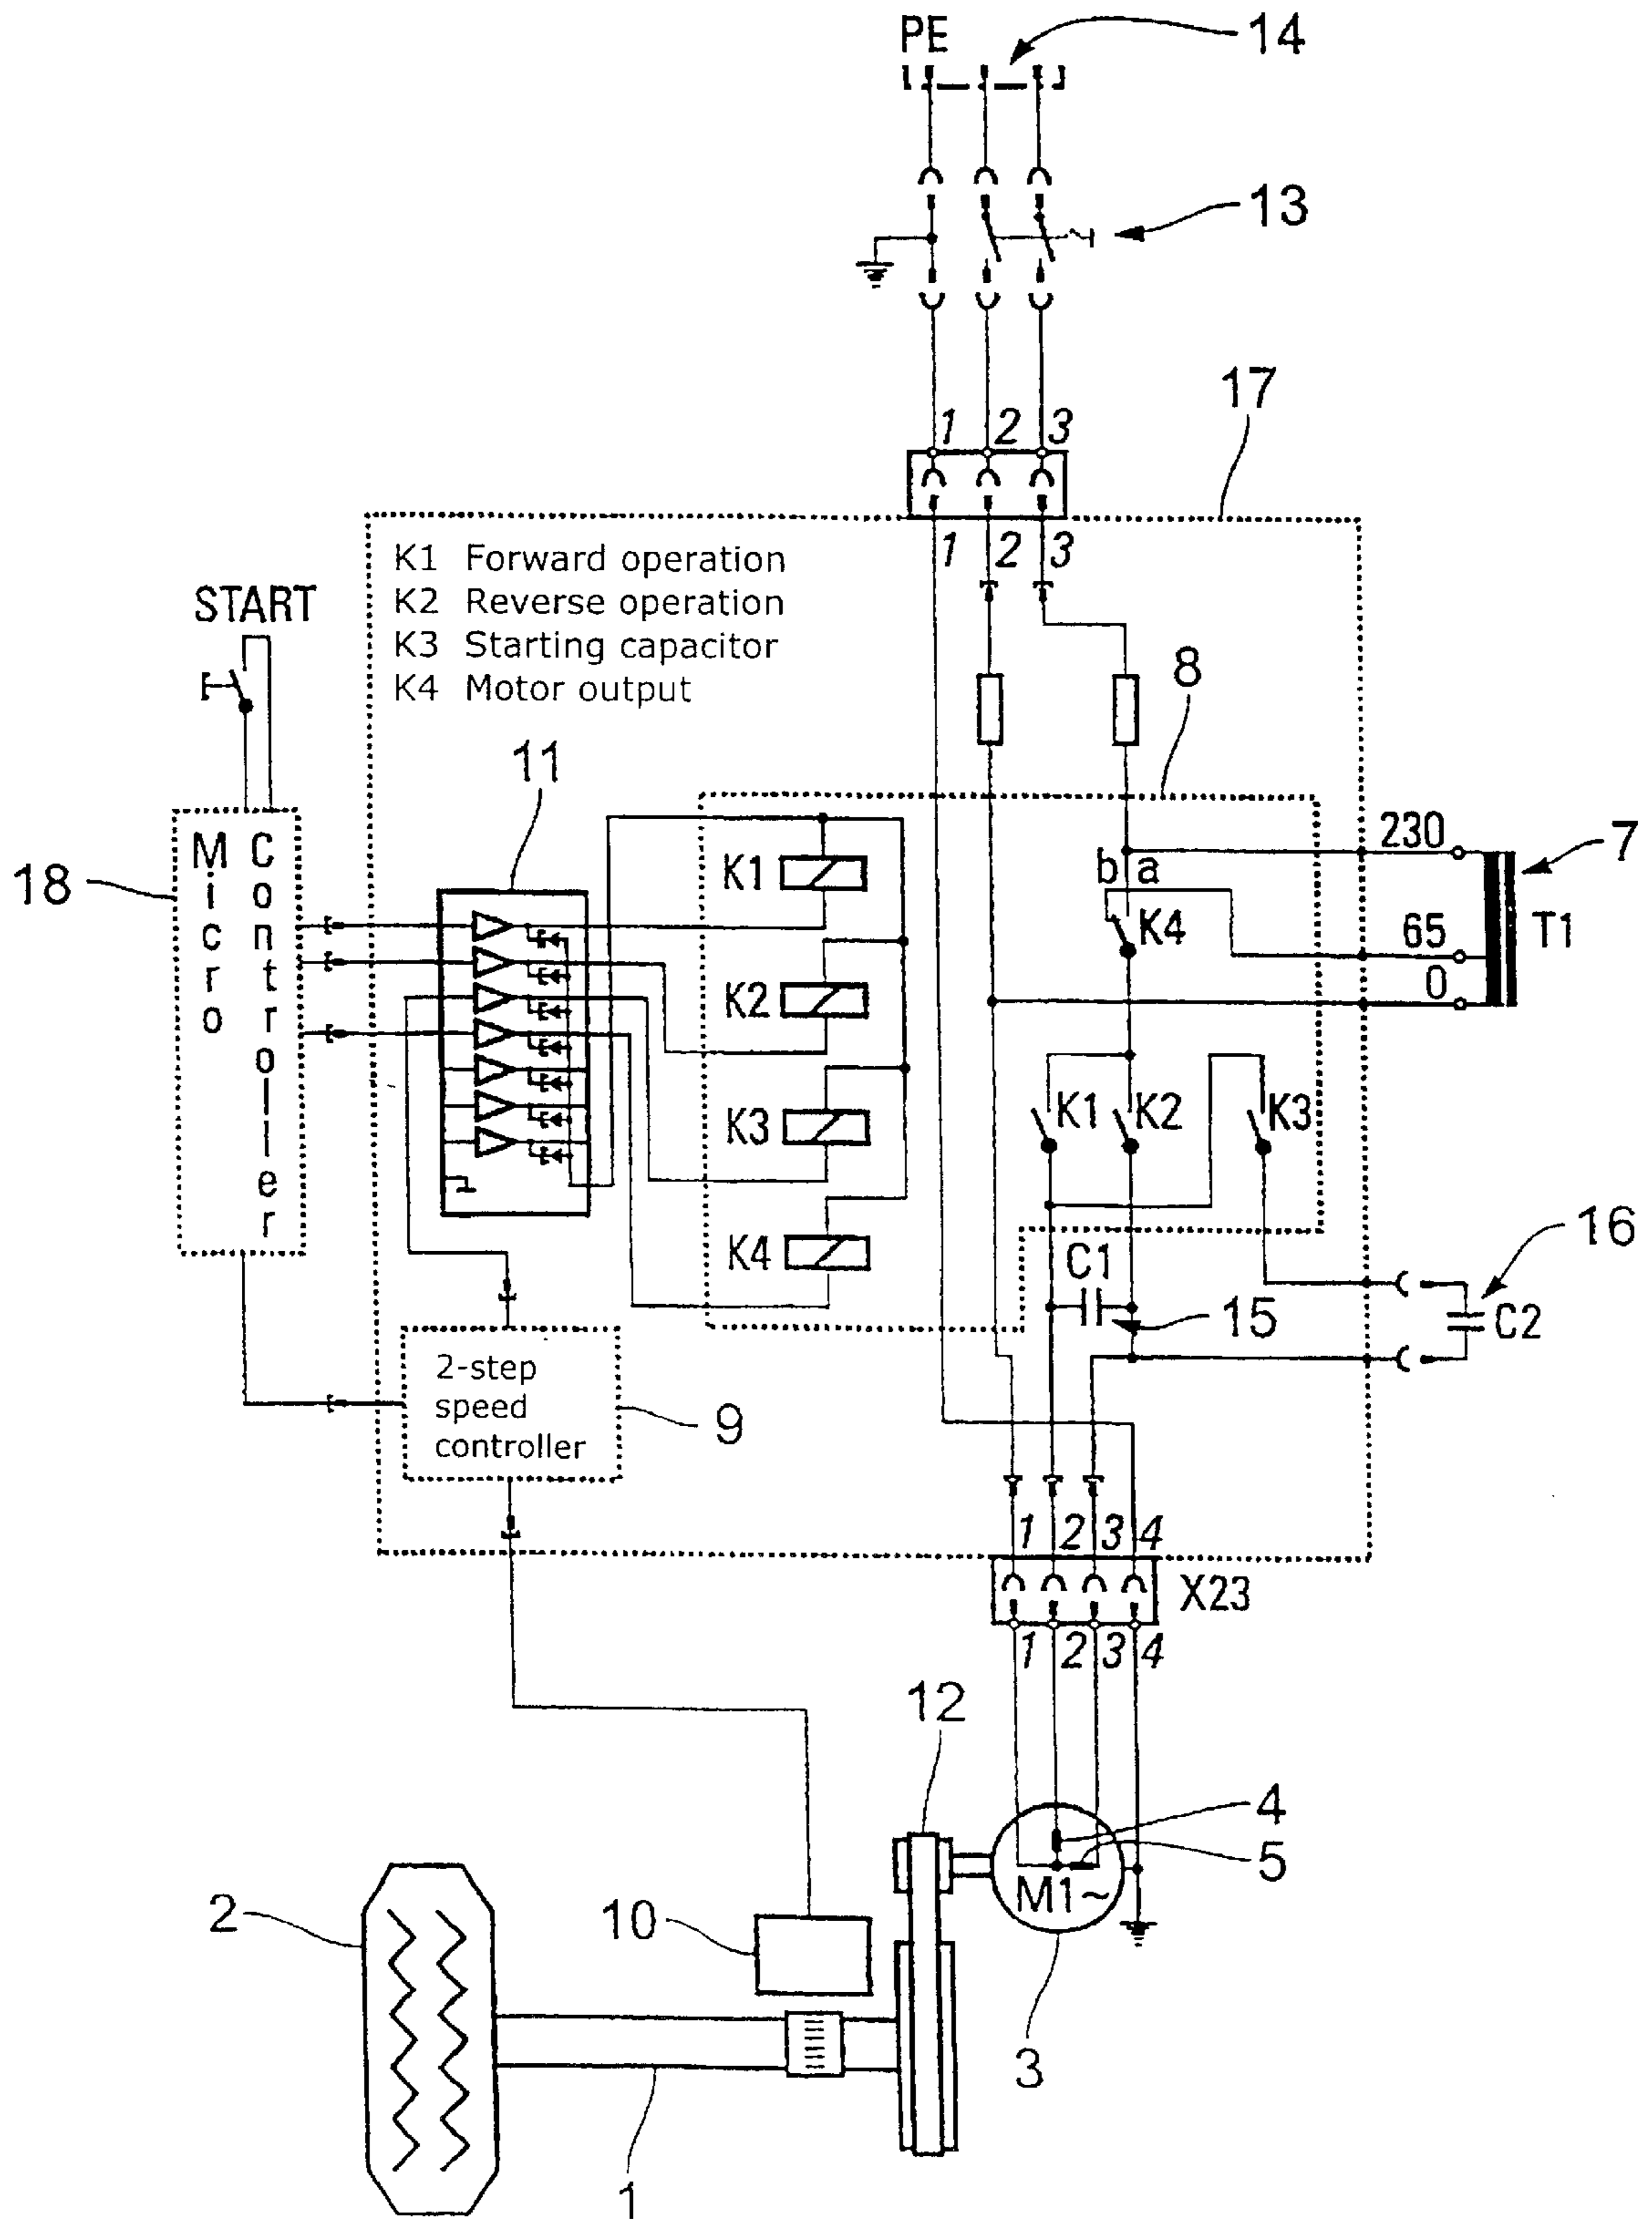 PE
14
13
17
1 2 3
1 2 3
K1 Forward operation
K2 Reverse operation
K3 Starting capacitor
K4 Motor output
START
8
11
Micro
Controller
18
K1
K2
K3
K4
b a
K4
230
65
0
7
T1
K1
K2
K3
C1
15
16
C2
2-step
speed
controller
9
1 2 3 4
X23
1 2 3 4
12
4
5
M1~
2
10
3
1